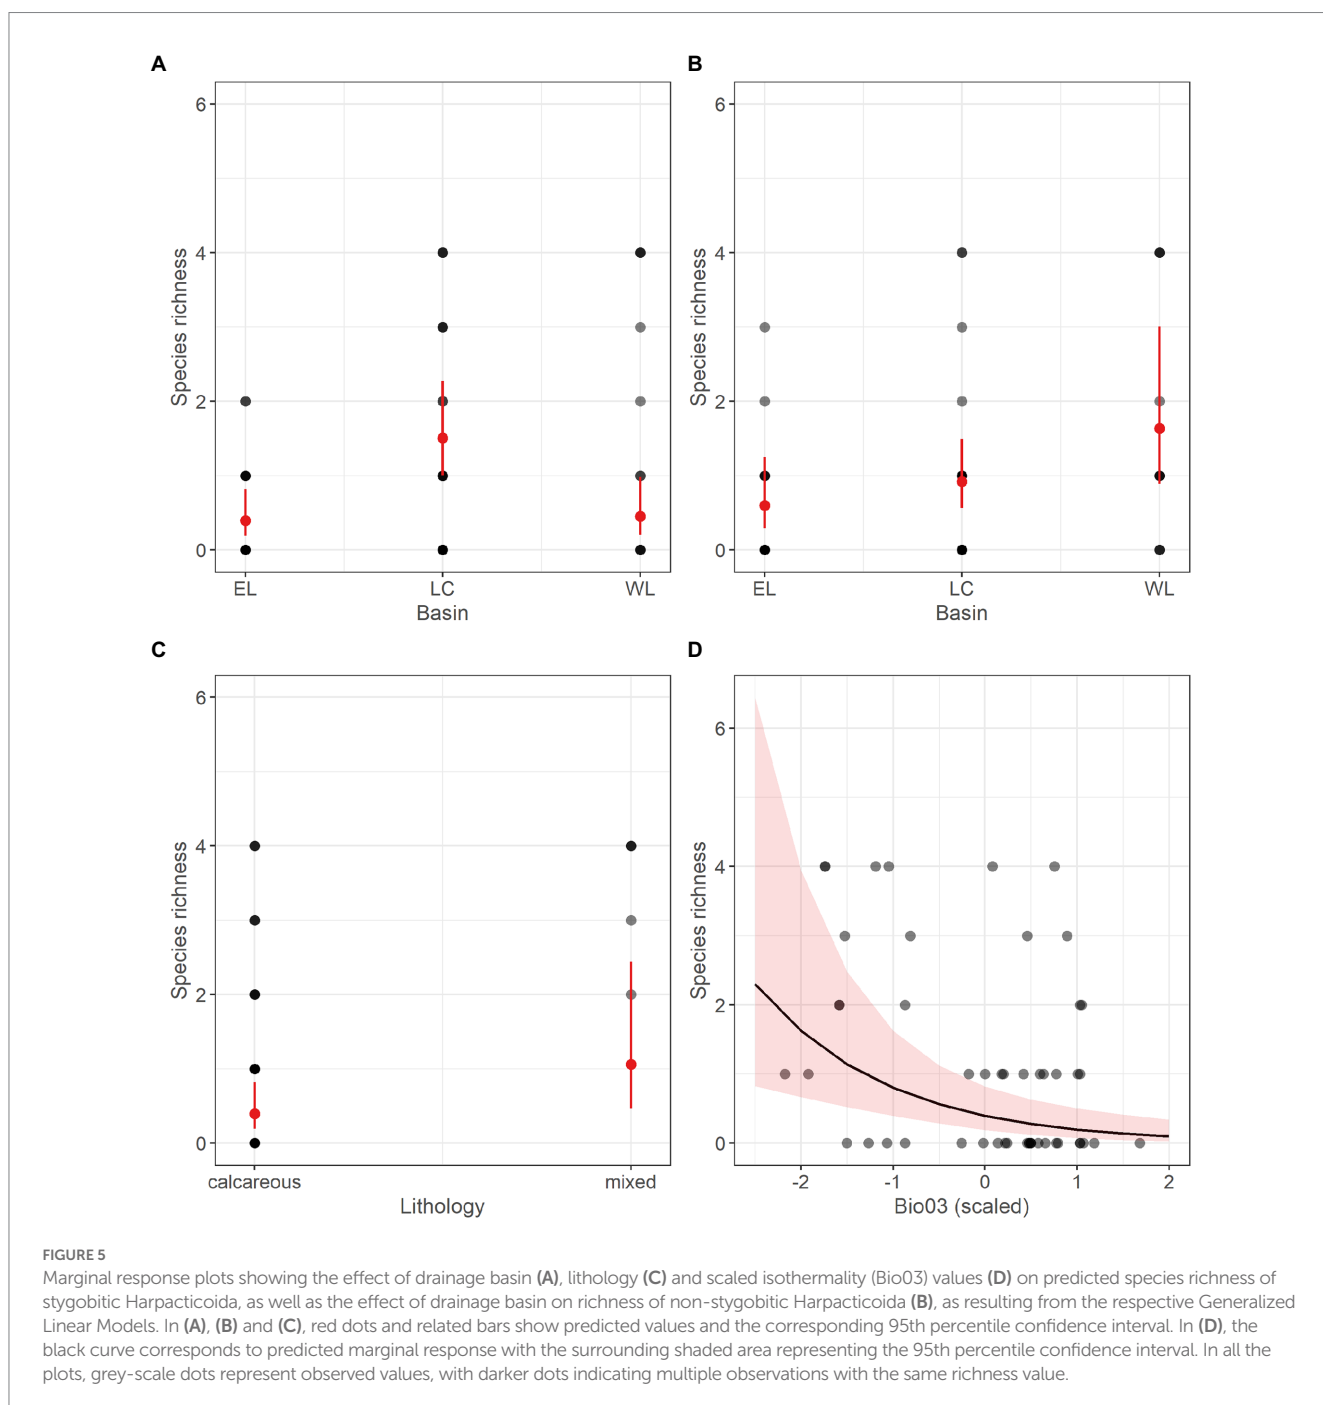 A
B
6
4
2
0
Species richness
EL
LC
WL
Basin
6
4
2
0
Species richness
EL
LC
WL
Basin
C
D
6
4
2
0
Species richness
calcareous
mixed
Lithology
6
4
2
0
Species richness
-2
-1
0
1
2
Bio03 (scaled)
FIGURE 5
Marginal response plots showing the effect of drainage basin (A), lithology (C) and scaled isothermality (Bio03) values (D) on predicted species richness of
stygobitic Harpacticoida, as well as the effect of drainage basin on richness of non-stygobitic Harpacticoida (B), as resulting from the respective Generalized
Linear Models. In (A), (B) and (C), red dots and related bars show predicted values and the corresponding 95th percentile confidence interval. In (D), the
black curve corresponds to predicted marginal response with the surrounding shaded area representing the 95th percentile confidence interval. In all the
plots, grey-scale dots represent observed values, with darker dots indicating multiple observations with the same richness value.